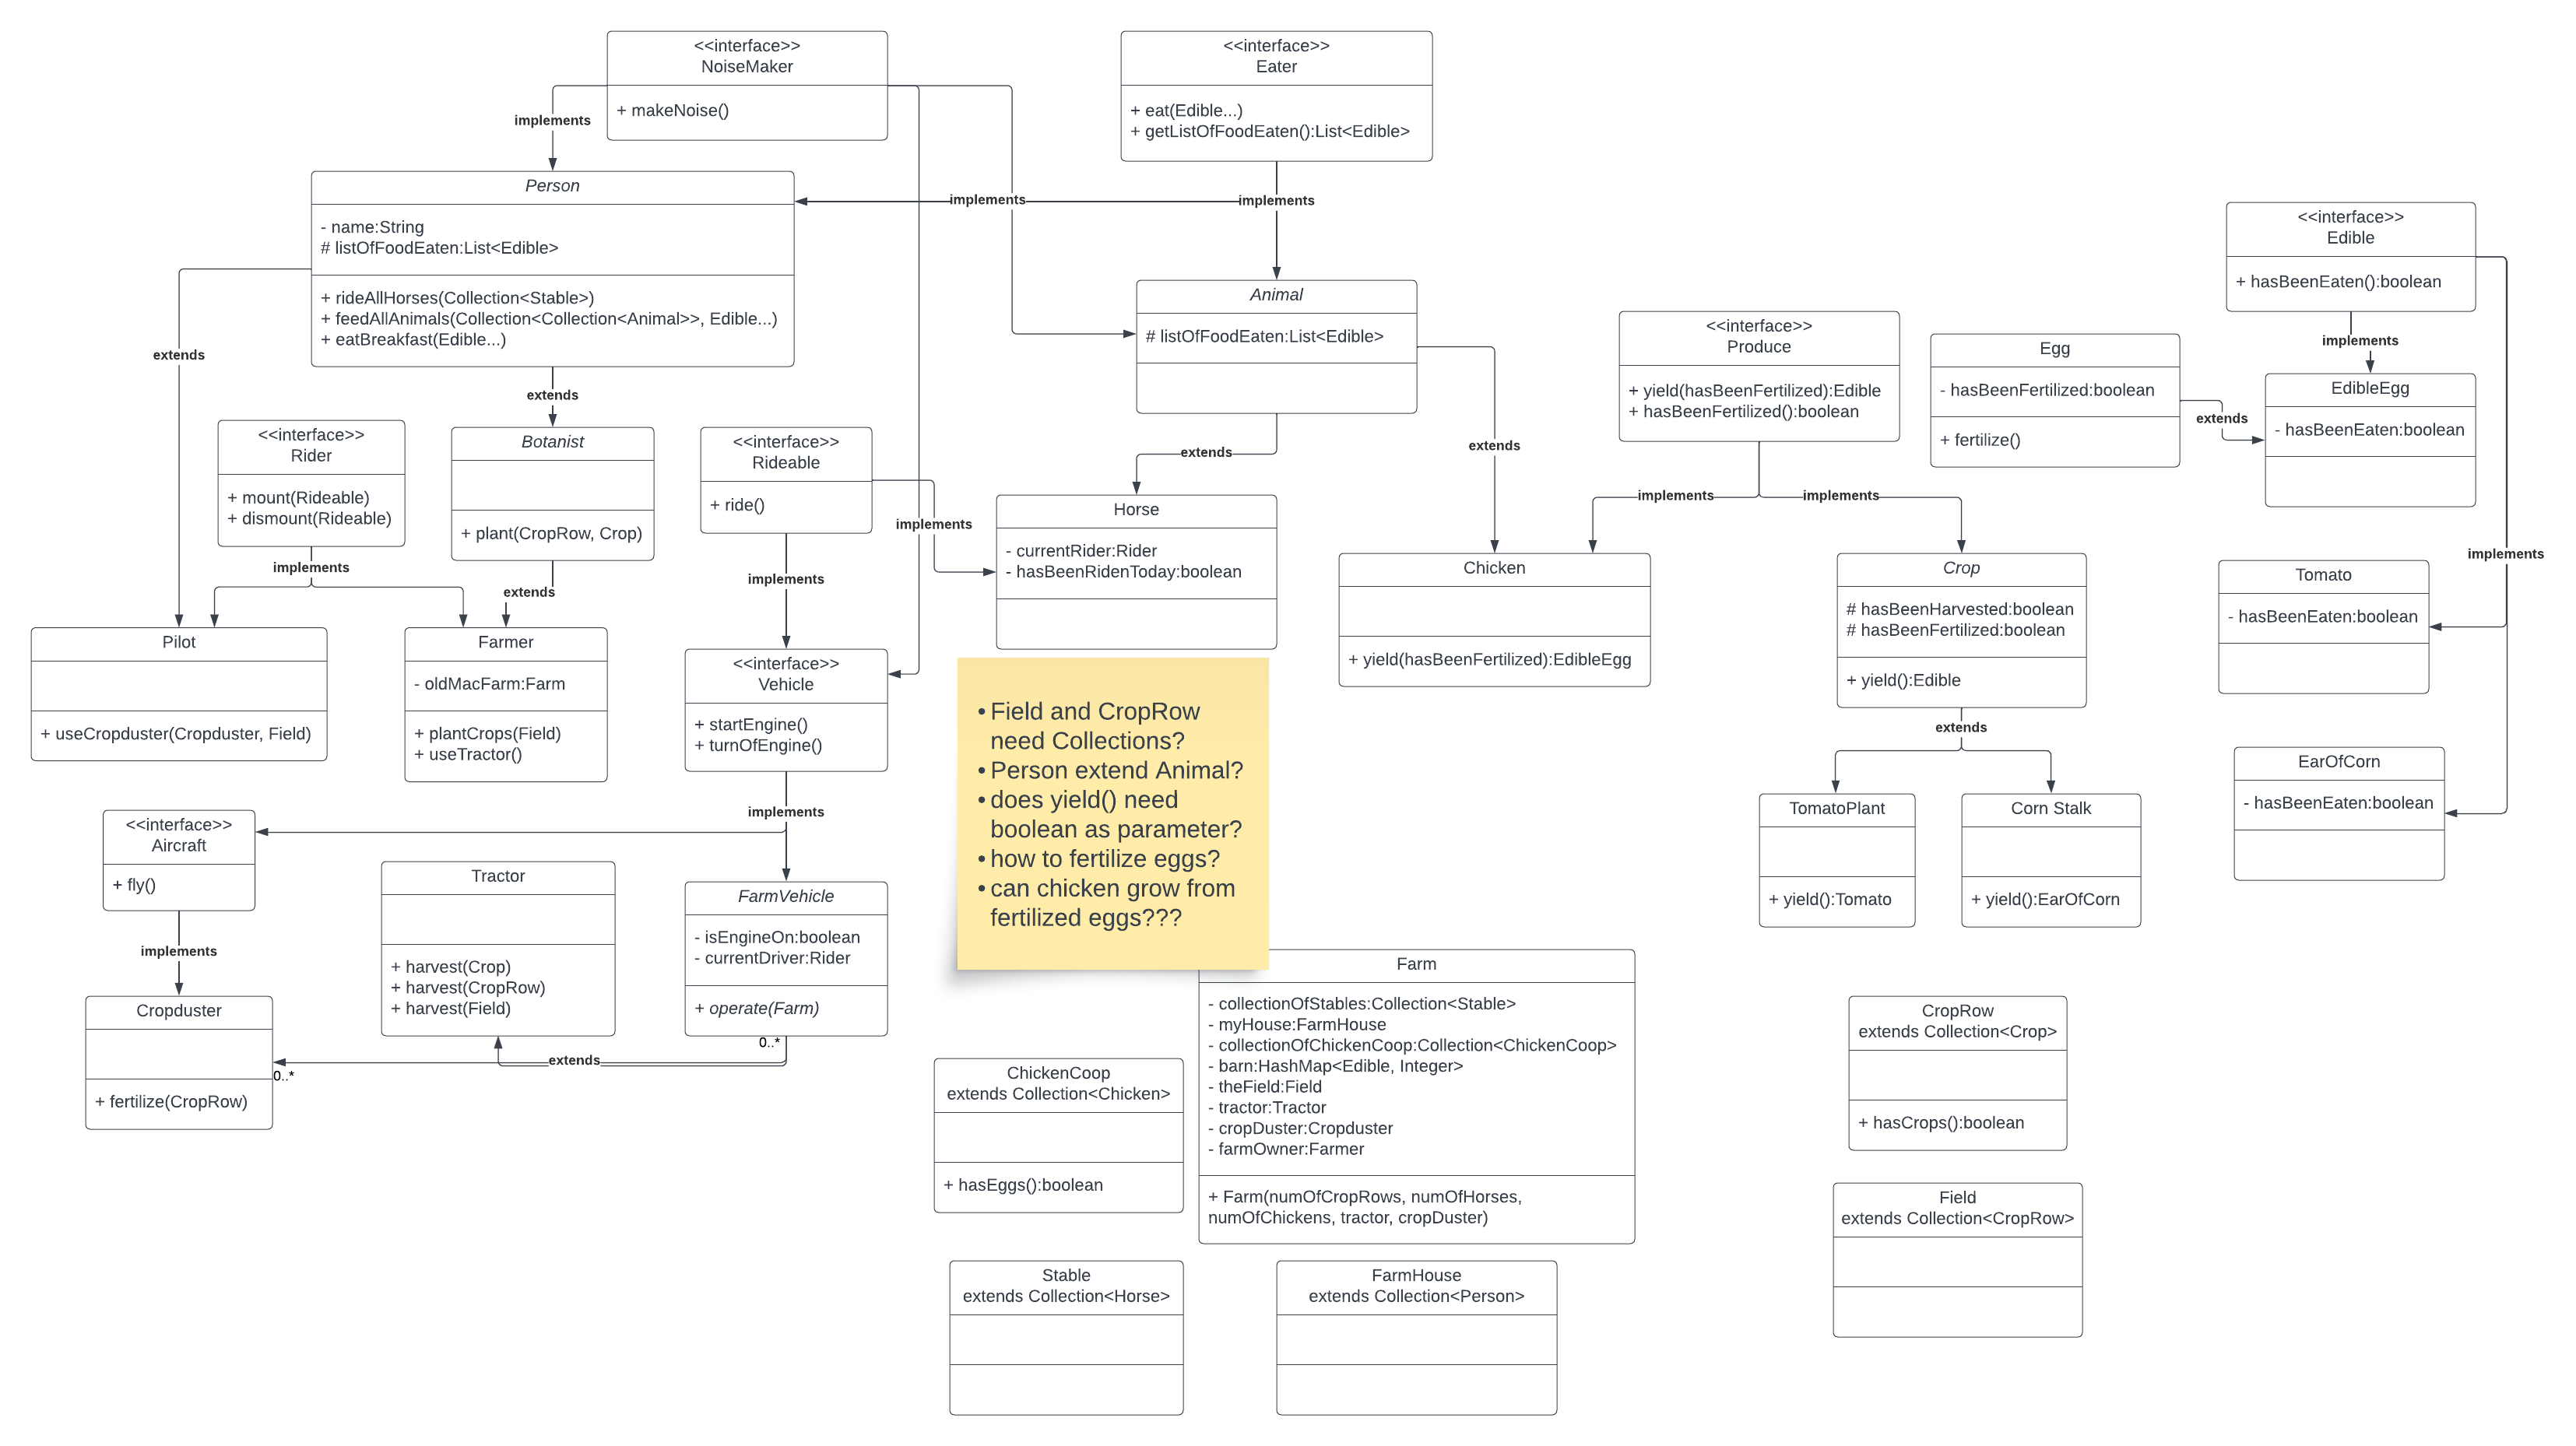 <<interface>>
NoiseMaker
+ makeNoise()
<<interface>>
Eater
+ eat(Edible...)
+ getListOfFoodEaten():List<Edible>
implements
Person
- name:String
# listOfFoodEaten:List<Edible>
+ rideAllHorses(Collection<Stable>)
+ feedAllAnimals(Collection<Collection<Animal>>, Edible...)
+ eatBreakfast(Edible...)
implements
implements
<<interface>>
Edible
+ hasBeenEaten():boolean
Animal
# listOfFoodEaten:List<Edible>
<<interface>>
Produce
+ yield(hasBeenFertilized):Edible
+ hasBeenFertilized():boolean
Egg
- hasBeenFertilized:boolean
+ fertilize()
implements
extends
EdibleEgg
- hasBeenEaten:boolean
extends
extends
<<interface>>
Rider
+ mount(Rideable)
+ dismount(Rideable)
Botanist
+ plant(CropRow, Crop)
<<interface>>
Rideable
+ ride()
extends
extends
implements
implements
implements
Horse
- currentRider:Rider
- hasBeenRidenToday:boolean
implements
implements
extends
implements
Chicken
+ yield(hasBeenFertilized):EdibleEgg
Crop
# hasBeenHarvested:boolean
# hasBeenFertilized:boolean
+ yield():Edible
Tomato
- hasBeenEaten:boolean
implements
Pilot
+ useCropduster(Cropduster, Field)
Farmer
- oldMacFarm:Farm
+ plantCrops(Field)
+ useTractor()
<<interface>>
Vehicle
+ startEngine()
+ turnOfEngine()
• Field and CropRow
need Collections?
• Person extend Animal?
• does yield() need
boolean as parameter?
• how to fertilize eggs?
• can chicken grow from
fertilized eggs???
extends
TomatoPlant
+ yield():Tomato
Corn Stalk
+ yield():EarOfCorn
EarOfCorn
- hasBeenEaten:boolean
implements
<<interface>>
Aircraft
+ fly()
Tractor
+ harvest(Crop)
+ harvest(CropRow)
+ harvest(Field)
FarmVehicle
- isEngineOn:boolean
- currentDriver:Rider
+ operate(Farm)
implements
0..*
extends
0..*
Cropduster
+ fertilize(CropRow)
Farm
- collectionOfStables:Collection<Stable>
- myHouse:FarmHouse
- collectionOfChickenCoop:Collection<ChickenCoop>
- barn:HashMap<Edible, Integer>
- theField:Field
- tractor:Tractor
- cropDuster:Cropduster
- farmOwner:Farmer
+ Farm(numOfCropRows, numOfHorses,
numOfChickens, tractor, cropDuster)
ChickenCoop
extends Collection<Chicken>
+ hasEggs():boolean
CropRow
extends Collection<Crop>
+ hasCrops():boolean
Field
extends Collection<CropRow>
Stable
extends Collection<Horse>
FarmHouse
extends Collection<Person>